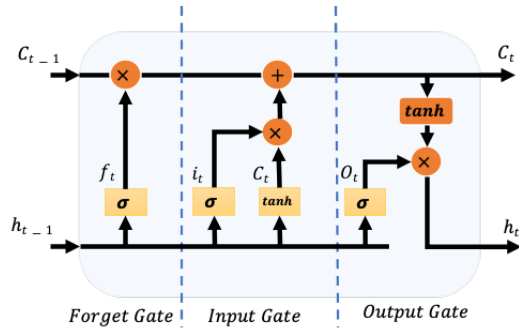 C_{t-1} × + C_t
tanh
× ×
f_t i_t C_t O_t
σ σ tanh σ
h_{t-1} h_t
Forget Gate Input Gate Output Gate